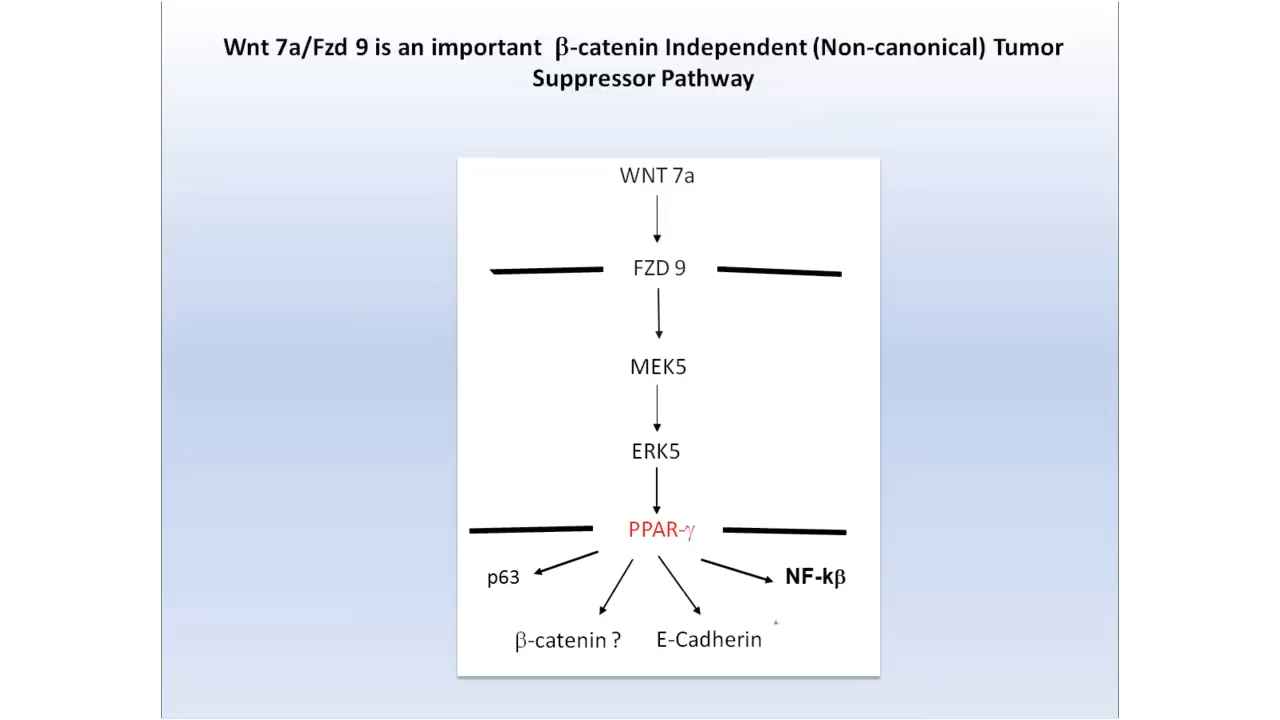 Wnt 7a/Fzd 9 is an important β-catenin Independent (Non-canonical) Tumor
Suppressor Pathway
WNT 7a
FZD 9
MEK5
ERK5
PPAR-γ
p63
NF-kβ
β-catenin ?
E-Cadherin